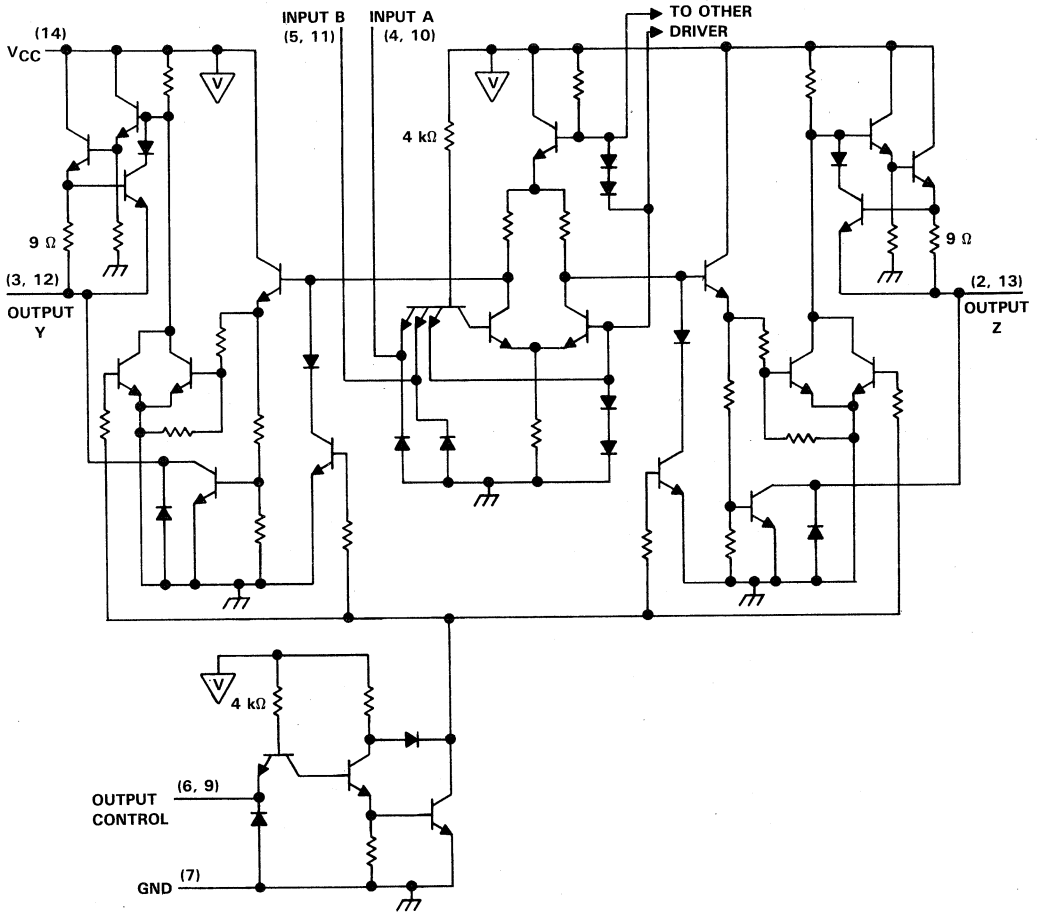 INPUT B
(5, 11)
INPUT A
(4, 10)
TO OTHER
DRIVER
VCC
(14)
V
V
4 kΩ
9 Ω
9 Ω
(3, 12)
OUTPUT
Y
(2, 13)
OUTPUT
Z
V
4 kΩ
(6, 9)
OUTPUT
CONTROL
GND
(7)